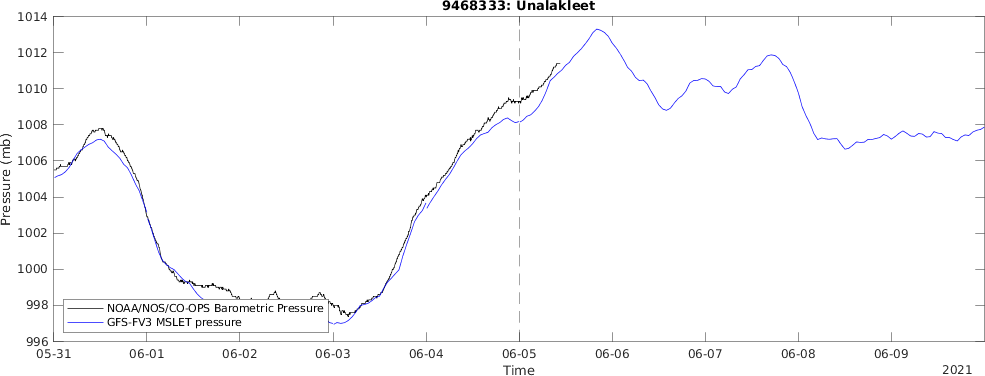 9468333: Unalakleet
1014
1012
1010
1008
1006
1004
1002
1000
998
996
Pressure (mb)
NOAA/NOS/CO-OPS Barometric Pressure
GFS-FV3 MSLET pressure
05-31 06-01 06-02 06-03 06-04 06-05 06-06 06-07 06-08 06-09
Time
2021